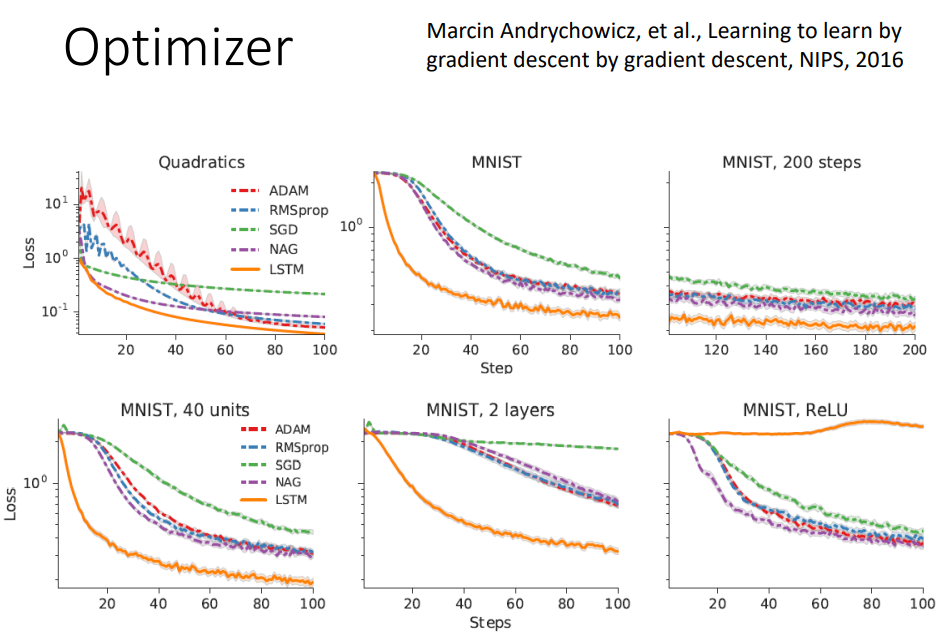 Optimizer
Marcin Andrychowicz, et al., Learning to learn by
gradient descent by gradient descent, NIPS, 2016
Quadratics
MNIST
MNIST, 200 steps
Loss
10¹
10⁰
10⁻¹
ADAM
RMSprop
SGD
NAG
LSTM
20 40 60 80 100
10⁰
20 40 60 80 100
Step
120 140 160 180 200
MNIST, 40 units
MNIST, 2 layers
MNIST, ReLU
Loss
10⁰
ADAM
RMSprop
SGD
NAG
LSTM
20 40 60 80 100
20 40 60 80 100
Steps
20 40 60 80 100